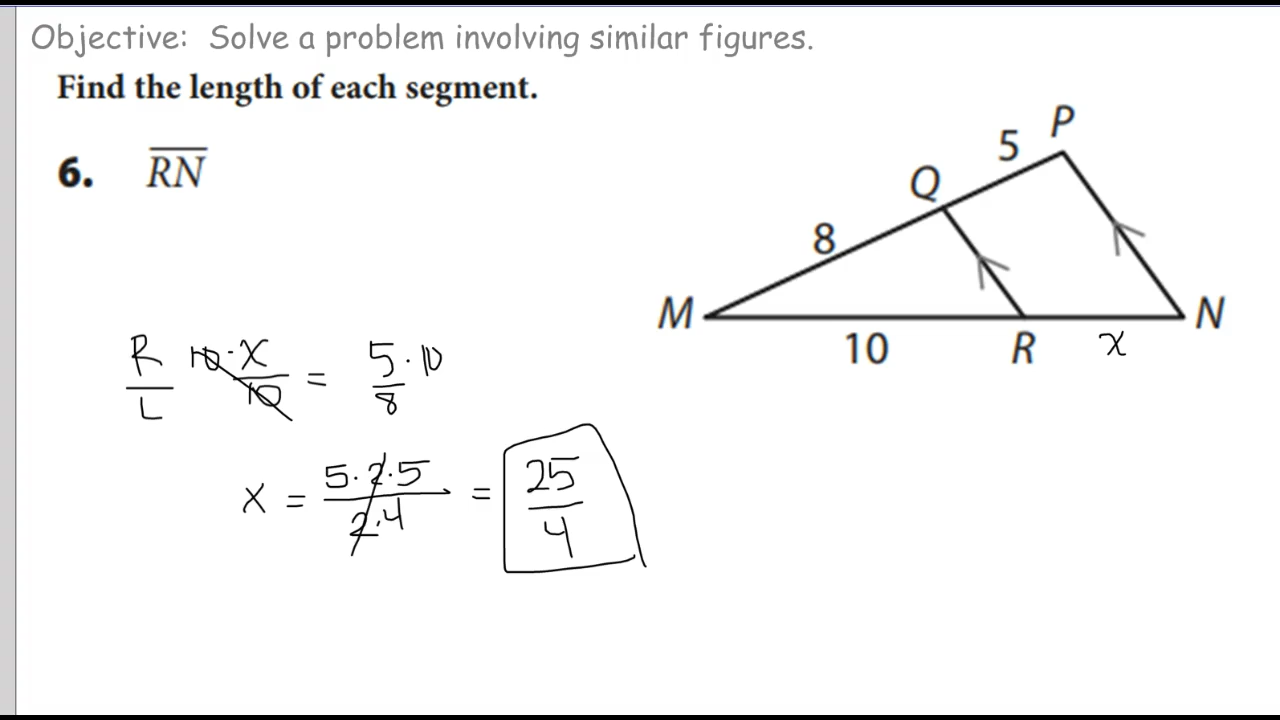 Objective: Solve a problem involving similar figures.
Find the length of each segment.
6. RN
P
5
Q
8
M
N
10
R
x
R/L 10·x/10 = 5/8·10
x = 5·2·5/2·4 = 25/4